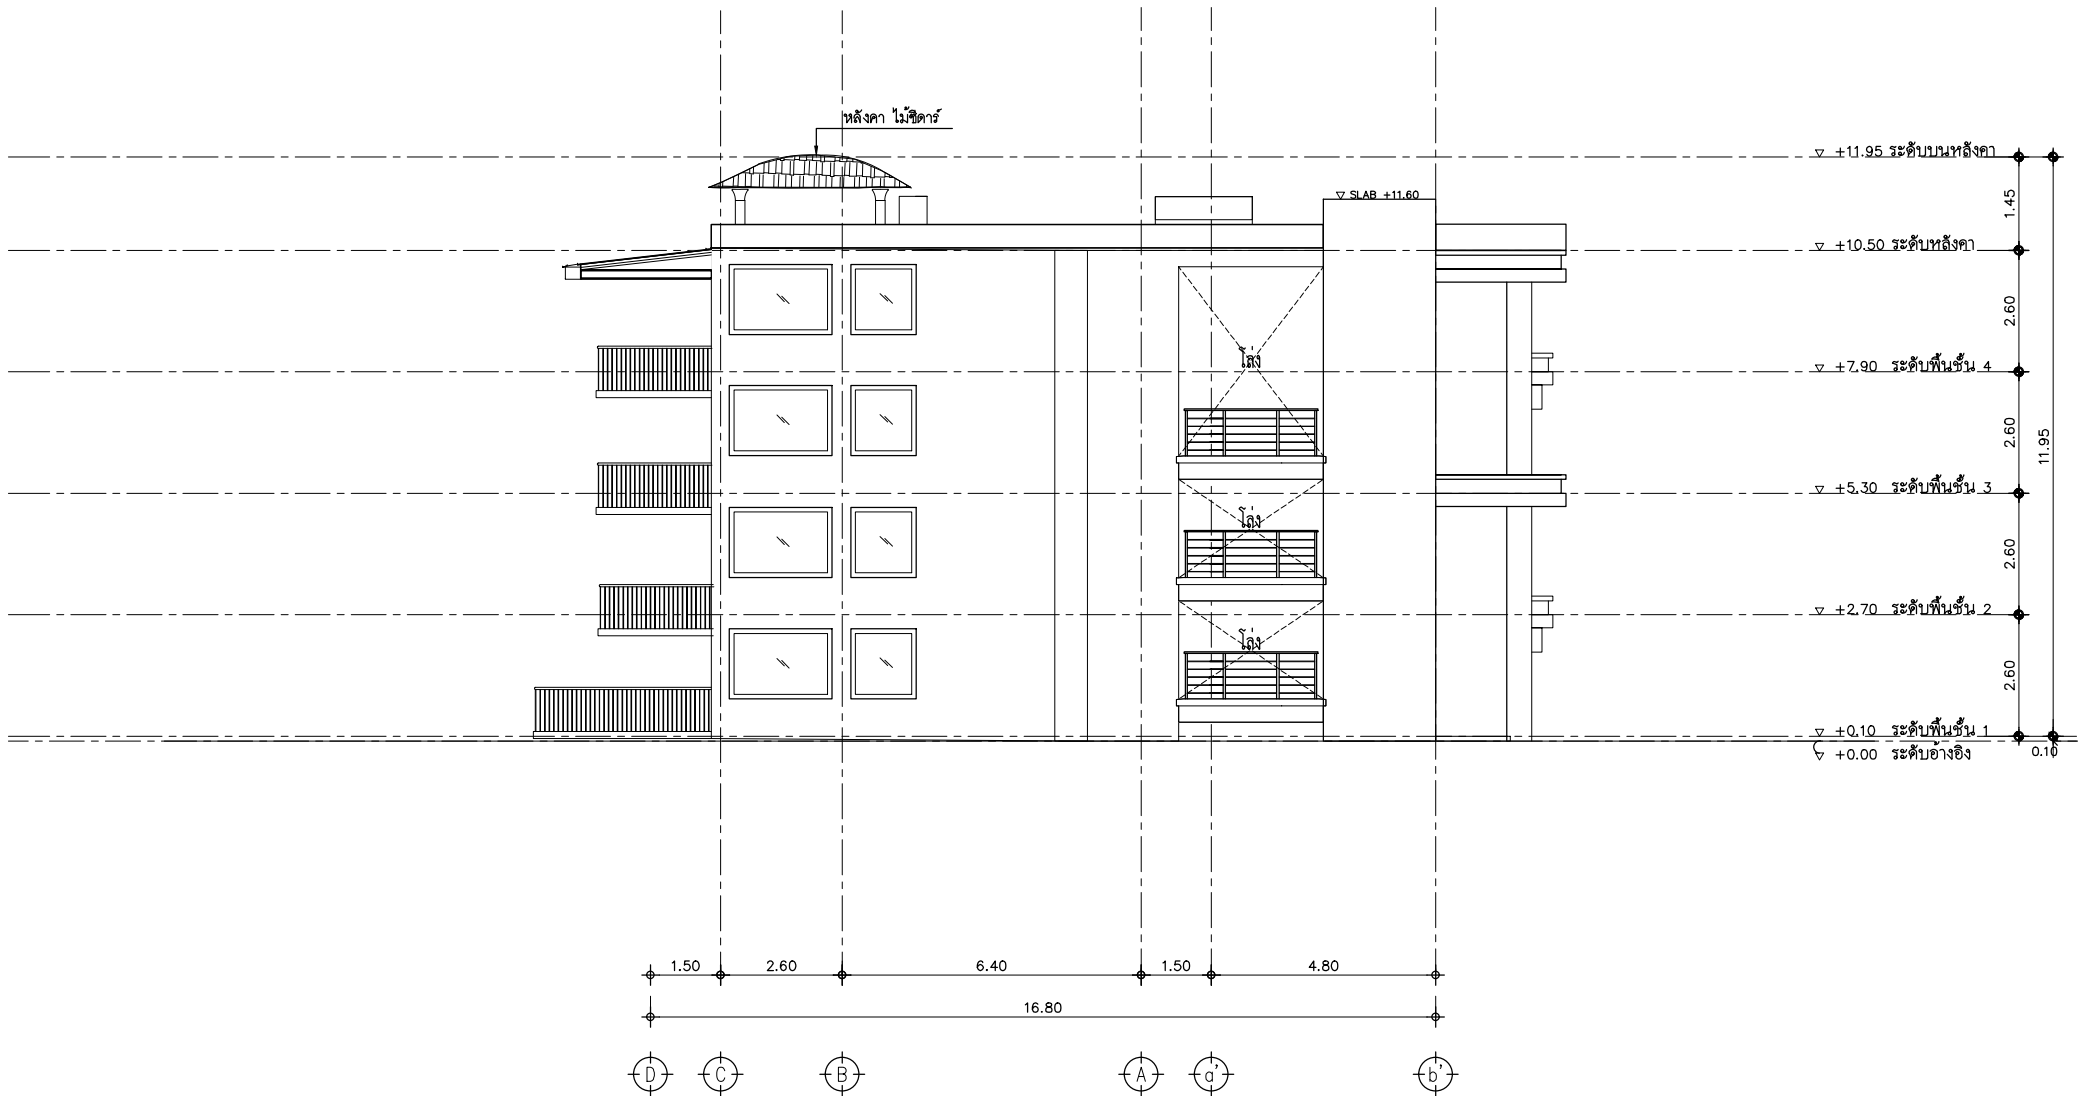 หลังคา ไม้ซีดาร์
+11.95 ระดับบนหลังคา
SLAB +11.60
1.45
+10.50 ระดับหลังคา
2.60
โล่ง
+7.90 ระดับพื้นชั้น 4
2.60
11.95
+5.30 ระดับพื้นชั้น 3
โล่ง
2.60
+2.70 ระดับพื้นชั้น 2
โล่ง
2.60
+0.10 ระดับพื้นชั้น 1
+0.00 ระดับอ้างอิง
0.10
1.50 2.60 6.40 1.50 4.80
16.80
D C B A a' b'